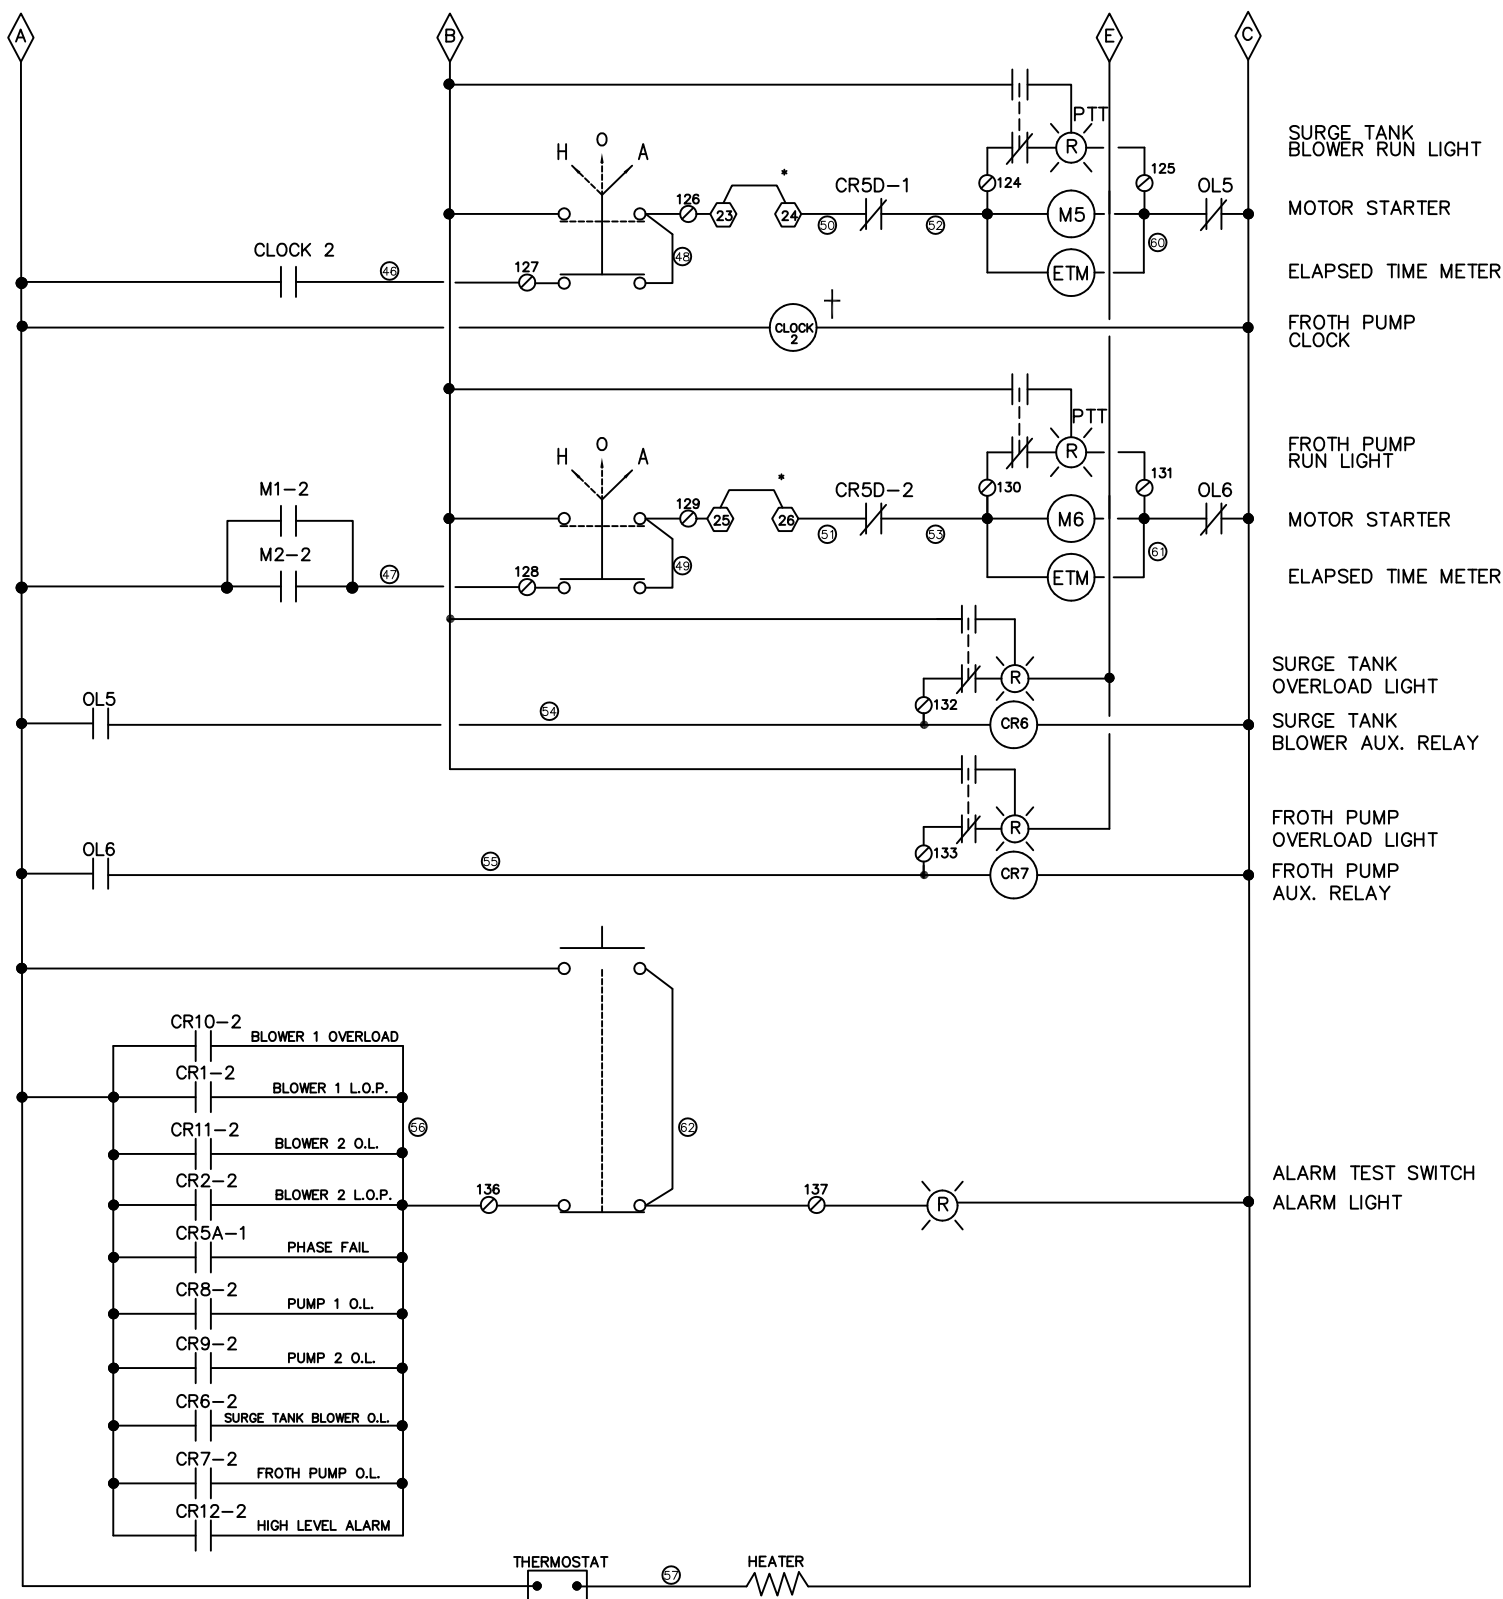 A
B
E
C
PTT
R
SURGE TANK
BLOWER RUN LIGHT
H O A
*
124
125
CR5D-1
OL5
126
23
24
50
52
M5
MOTOR STARTER
CLOCK 2
46
127
48
60
ETM
ELAPSED TIME METER
CLOCK
2
FROTH PUMP
CLOCK
PTT
R
FROTH PUMP
RUN LIGHT
H O A
*
130
131
M1-2
CR5D-2
OL6
129
25
26
51
53
M6
MOTOR STARTER
M2-2
47
128
49
61
ETM
ELAPSED TIME METER
R
SURGE TANK
OVERLOAD LIGHT
OL5
54
132
CR6
SURGE TANK
BLOWER AUX. RELAY
R
FROTH PUMP
OVERLOAD LIGHT
OL6
55
133
CR7
FROTH PUMP
AUX. RELAY
CR10-2
BLOWER 1 OVERLOAD
CR1-2
BLOWER 1 L.O.P.
CR11-2
BLOWER 2 O.L.
56
62
CR2-2
BLOWER 2 L.O.P.
136
137
R
ALARM TEST SWITCH
ALARM LIGHT
CR5A-1
PHASE FAIL
CR8-2
PUMP 1 O.L.
CR9-2
PUMP 2 O.L.
CR6-2
SURGE TANK BLOWER O.L.
CR7-2
FROTH PUMP O.L.
CR12-2
HIGH LEVEL ALARM
THERMOSTAT
57
HEATER